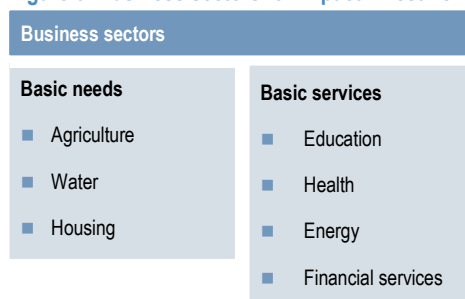 Business sectors
Basic needs
Agriculture
Water
Housing
Basic services
Education
Health
Energy
Financial services